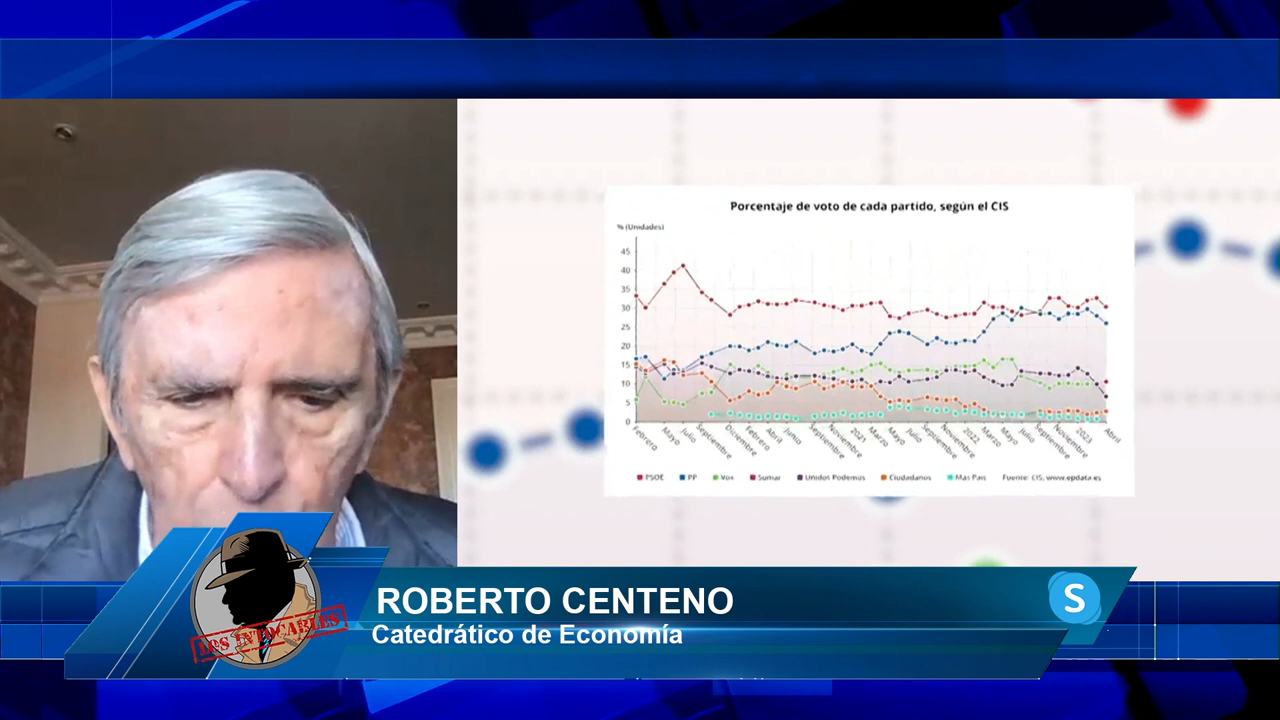 Porcentaje de voto de cada partido, según el CIS
% (Unidades)
45
40
35
30
25
20
15
10
5
0
Febrero
Mayo
Julio
Septiembre
Diciembre
Febrero
Abril
Junio
Septiembre
Noviembre
2021
Marzo
Mayo
Julio
Septiembre
Noviembre
2022
Marzo
Mayo
Julio
Septiembre
Noviembre
2023
Abril
PSOE PP Vox Sumar Unidos Podemos Ciudadanos Más País Fuente: CIS, www.epdata.es
ROBERTO CENTENO
Catedrático de Economía
LOS INTOCABLES
S